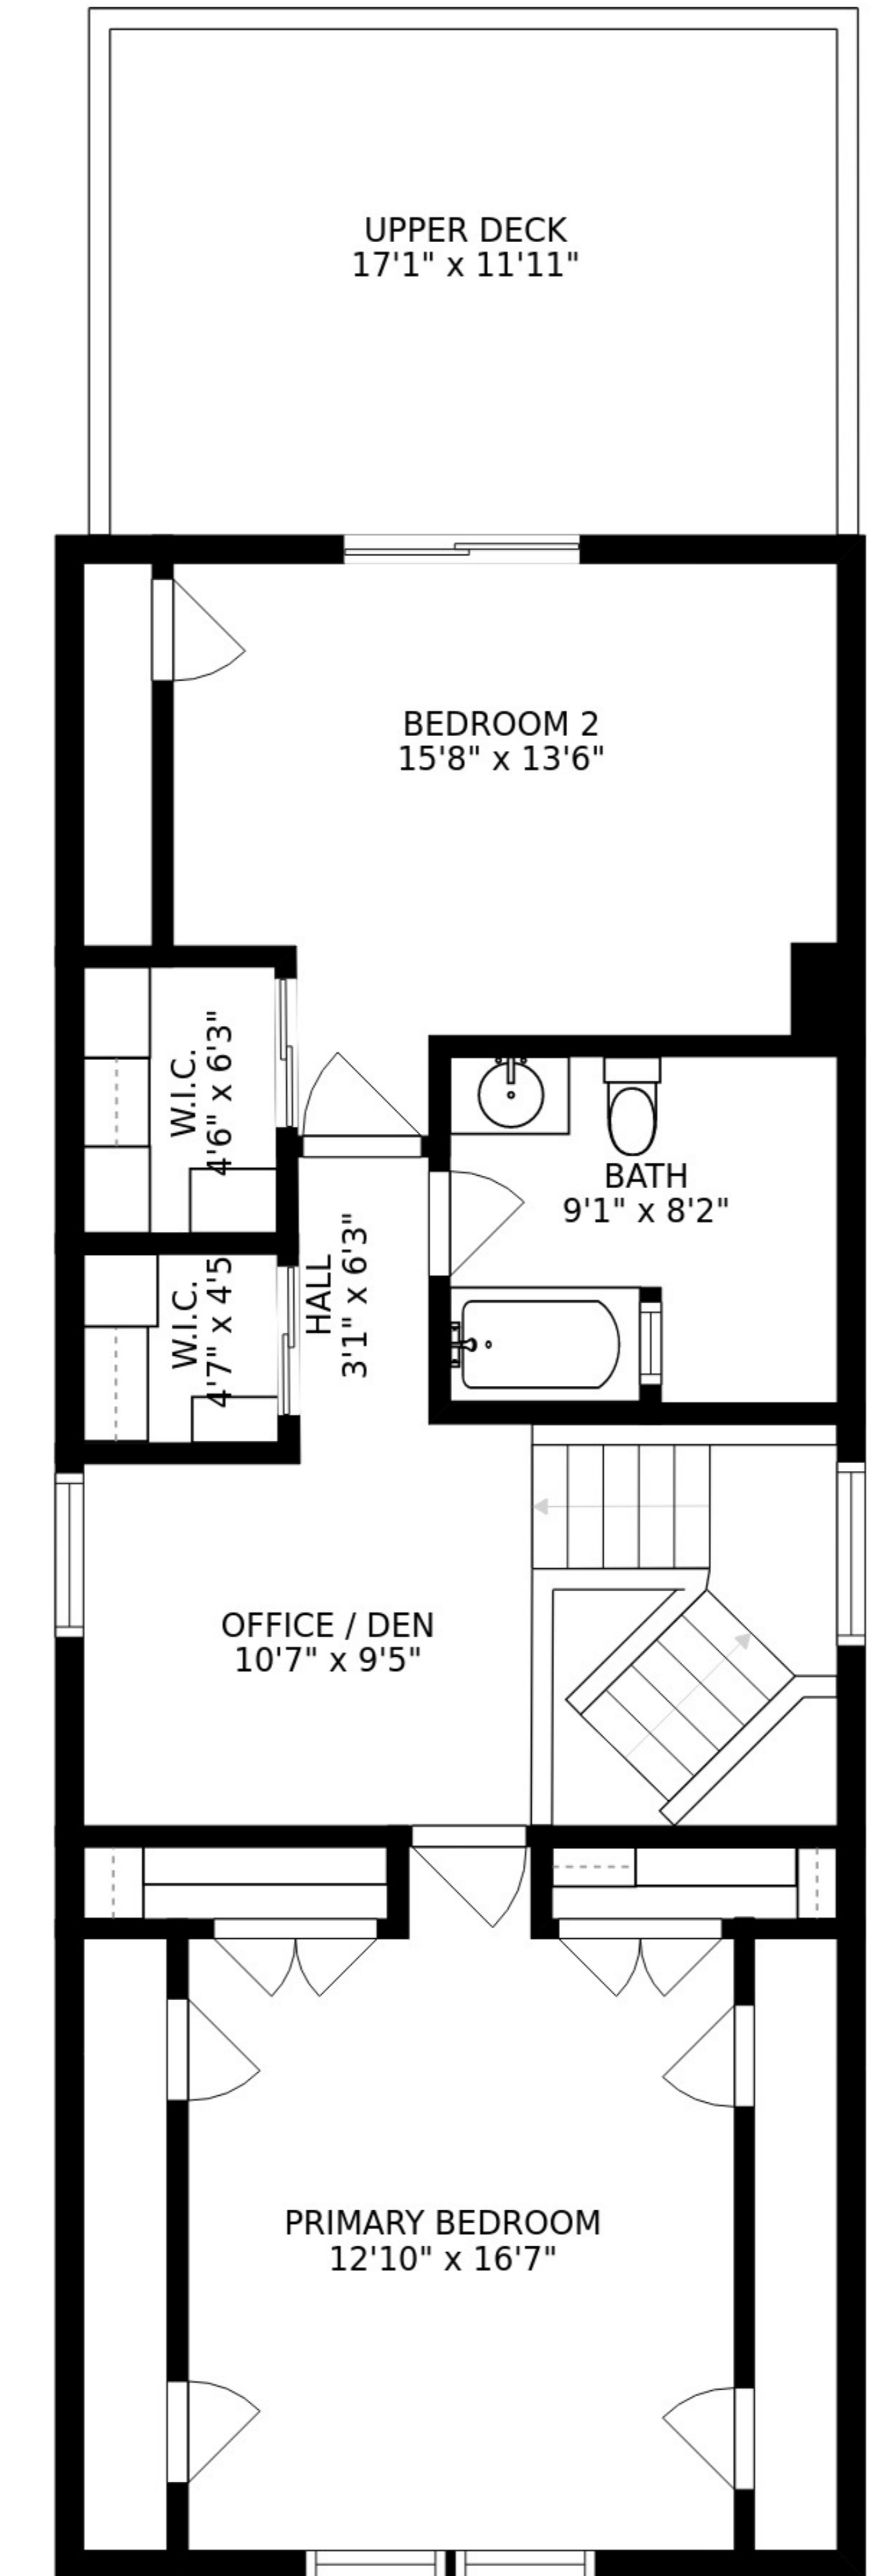 UPPER DECK
17'1" x 11'11"
BEDROOM 2
15'8" x 13'6"
W.I.C.
4'6" x 6'3"
BATH
9'1" x 8'2"
HALL
3'1" x 6'3"
W.I.C.
4'7" x 4'5
OFFICE / DEN
10'7" x 9'5"
PRIMARY BEDROOM
12'10" x 16'7"